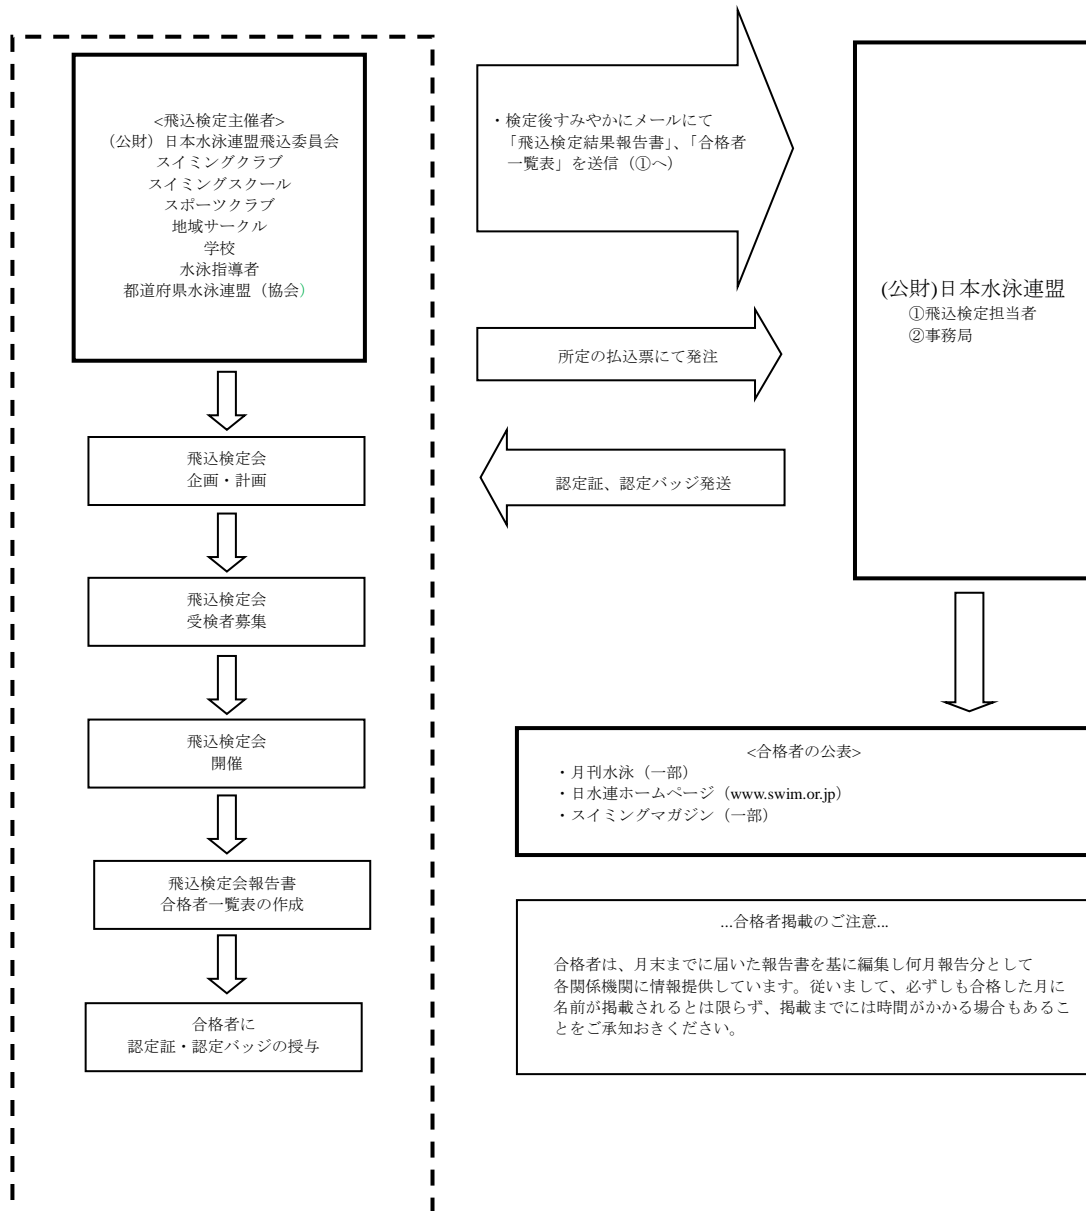 <飛込検定主催者>
（公財）日本水泳連盟飛込委員会
スイミングクラブ
スイミングスクール
スポーツクラブ
地域サークル
学校
水泳指導者
都道府県水泳連盟（協会）
飛込検定会
企画・計画
飛込検定会
受検者募集
飛込検定会
開催
飛込検定会報告書
合格者一覧表の作成
合格者に
認定証・認定バッジの授与
・検定後すみやかにメールにて
「飛込検定結果報告書」、「合格者
一覧表」を送信（①へ）
所定の払込票にて発注
認定証、認定バッジ発送
(公財)日本水泳連盟
①飛込検定担当者
②事務局
<合格者の公表>
・月刊水泳（一部）
・日水連ホームページ（www.swim.or.jp）
・スイミングマガジン（一部）
...合格者掲載のご注意...
合格者は、月末までに届いた報告書を基に編集し何月報告分として
各関係機関に情報提供しています。従いまして、必ずしも合格した月に
名前が掲載されるとは限らず、掲載までには時間がかかる場合もあるこ
とをご承知おきください。